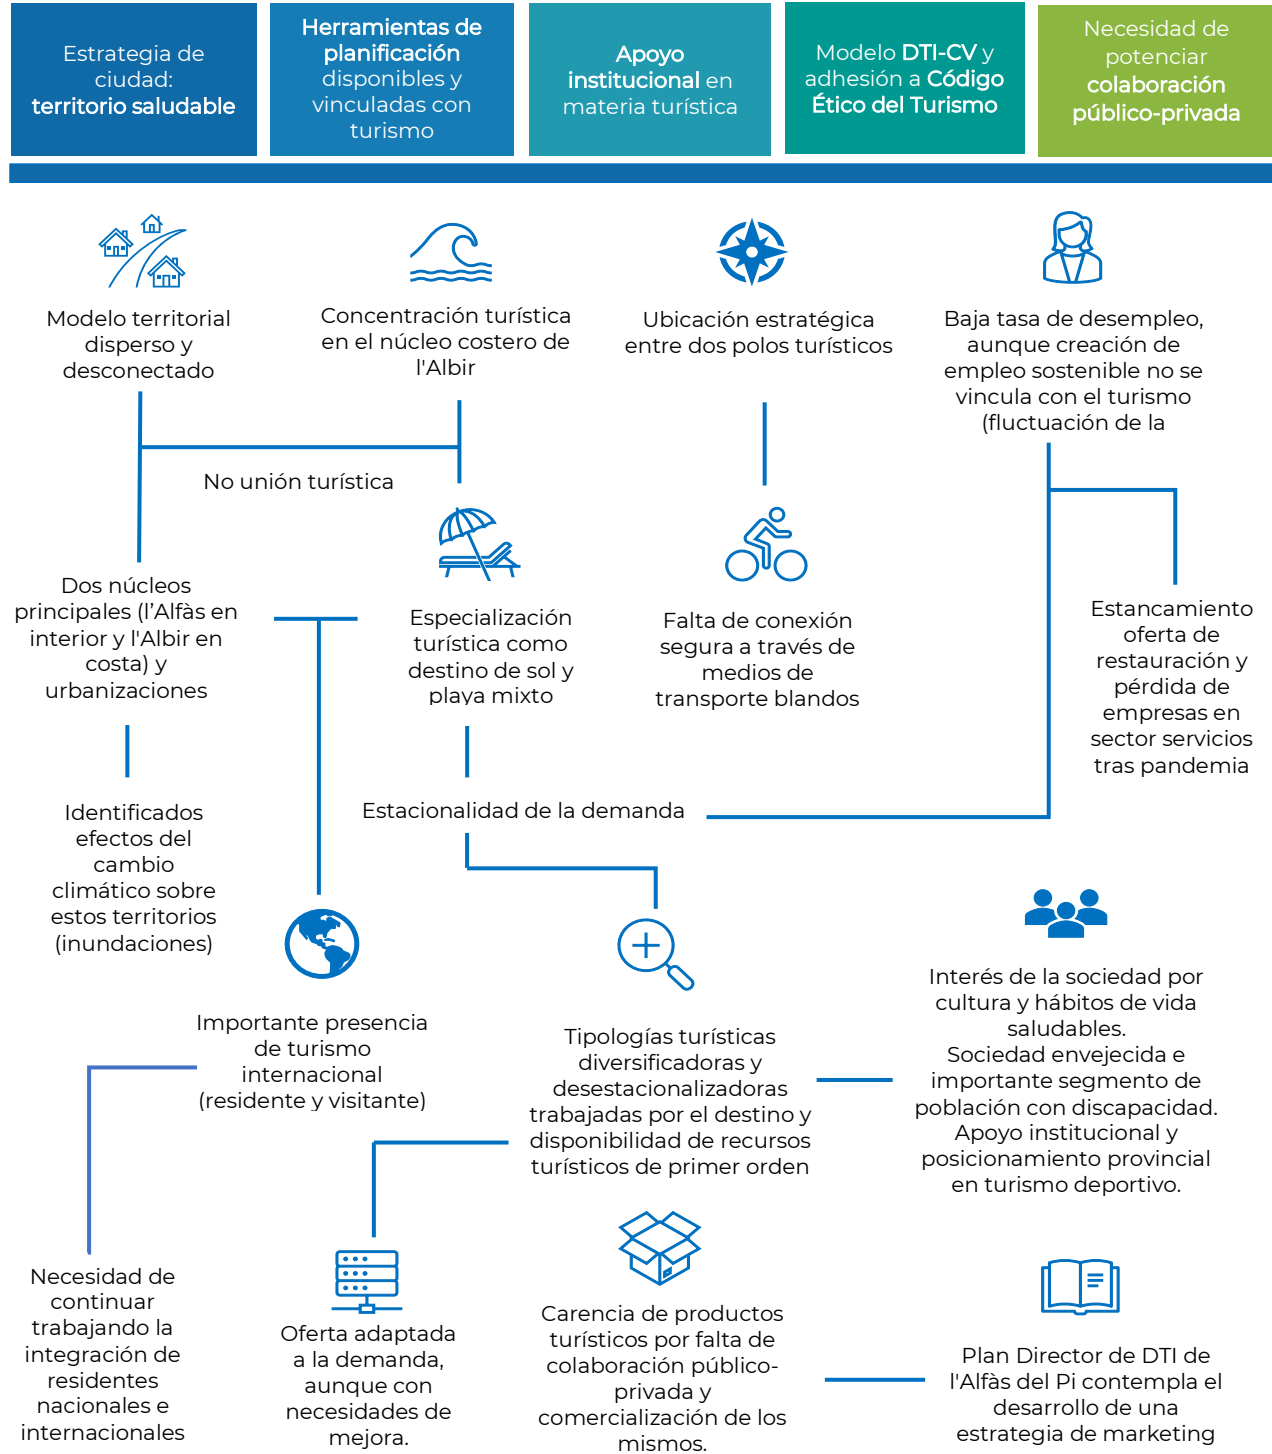 Estrategia de
ciudad:
territorio saludable
Herramientas de
planificación
disponibles y
vinculadas con
turismo
Apoyo
institucional en
materia turística
Modelo DTI-CV y
adhesión a Código
Ético del Turismo
Necesidad de
potenciar
colaboración
público-privada
Modelo territorial
disperso y
desconectado
Concentración turística
en el núcleo costero de
l'Albir
Ubicación estratégica
entre dos polos turísticos
Baja tasa de desempleo,
aunque creación de
empleo sostenible no se
vincula con el turismo
(fluctuación de la
No unión turística
Dos núcleos
principales (l’Alfàs en
interior y l'Albir en
costa) y
urbanizaciones
Especialización
turística como
destino de sol y
playa mixto
Falta de conexión
segura a través de
medios de
transporte blandos
Estancamiento
oferta de
restauración y
pérdida de
empresas en
sector servicios
tras pandemia
Identificados
efectos del
cambio
climático sobre
estos territorios
(inundaciones)
Estacionalidad de la demanda
Importante presencia
de turismo
internacional
(residente y visitante)
Tipologías turísticas
diversificadoras y
desestacionalizadoras
trabajadas por el destino y
disponibilidad de recursos
turísticos de primer orden
Interés de la sociedad por
cultura y hábitos de vida
saludables.
Sociedad envejecida e
importante segmento de
población con discapacidad.
Apoyo institucional y
posicionamiento provincial
en turismo deportivo.
Necesidad de
continuar
trabajando la
integración de
residentes
nacionales e
internacionales
Oferta adaptada
a la demanda,
aunque con
necesidades de
mejora.
Carencia de productos
turísticos por falta de
colaboración público-
privada y
comercialización de los
mismos.
Plan Director de DTI de
l'Alfàs del Pi contempla el
desarrollo de una
estrategia de marketing